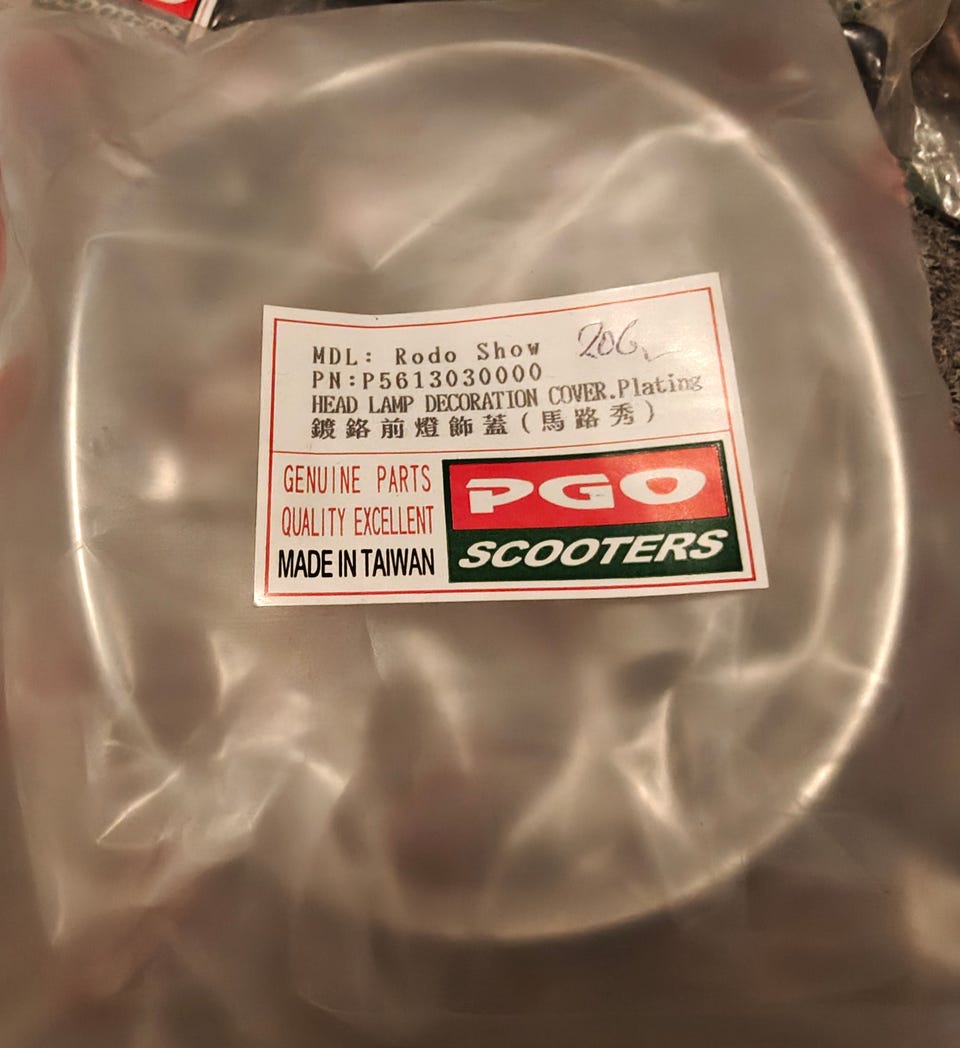 MDL: Rodo Show
206
PN:P5613030000
HEAD LAMP DECORATION COVER.Plating
鍍鉻前燈飾蓋(馬路秀)
GENUINE PARTS
QUALITY EXCELLENT
MADE IN TAIWAN
PGO
SCOOTERS